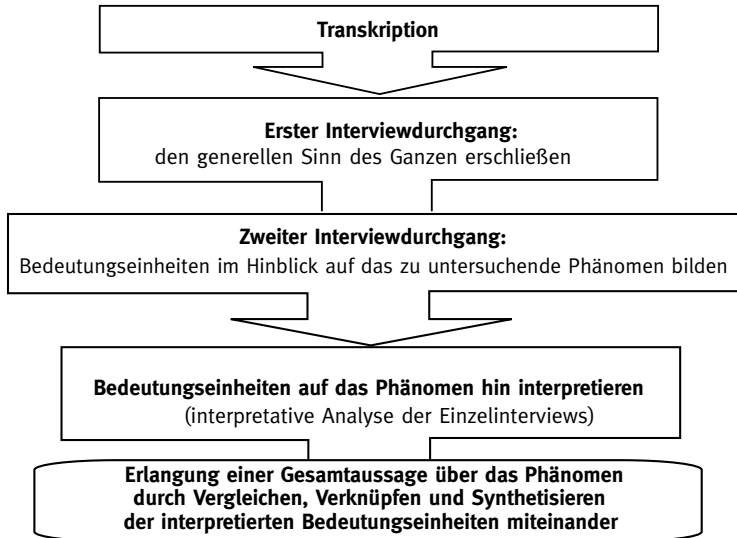 Transkription
Erster Interviewdurchgang:
den generellen Sinn des Ganzen erschließen
Zweiter Interviewdurchgang:
Bedeutungseinheiten im Hinblick auf das zu untersuchende Phänomen bilden
Bedeutungseinheiten auf das Phänomen hin interpretieren
(interpretative Analyse der Einzelinterviews)
Erlangung einer Gesamtaussage über das Phänomen
durch Vergleichen, Verknüpfen und Synthetisieren
der interpretierten Bedeutungseinheiten miteinander